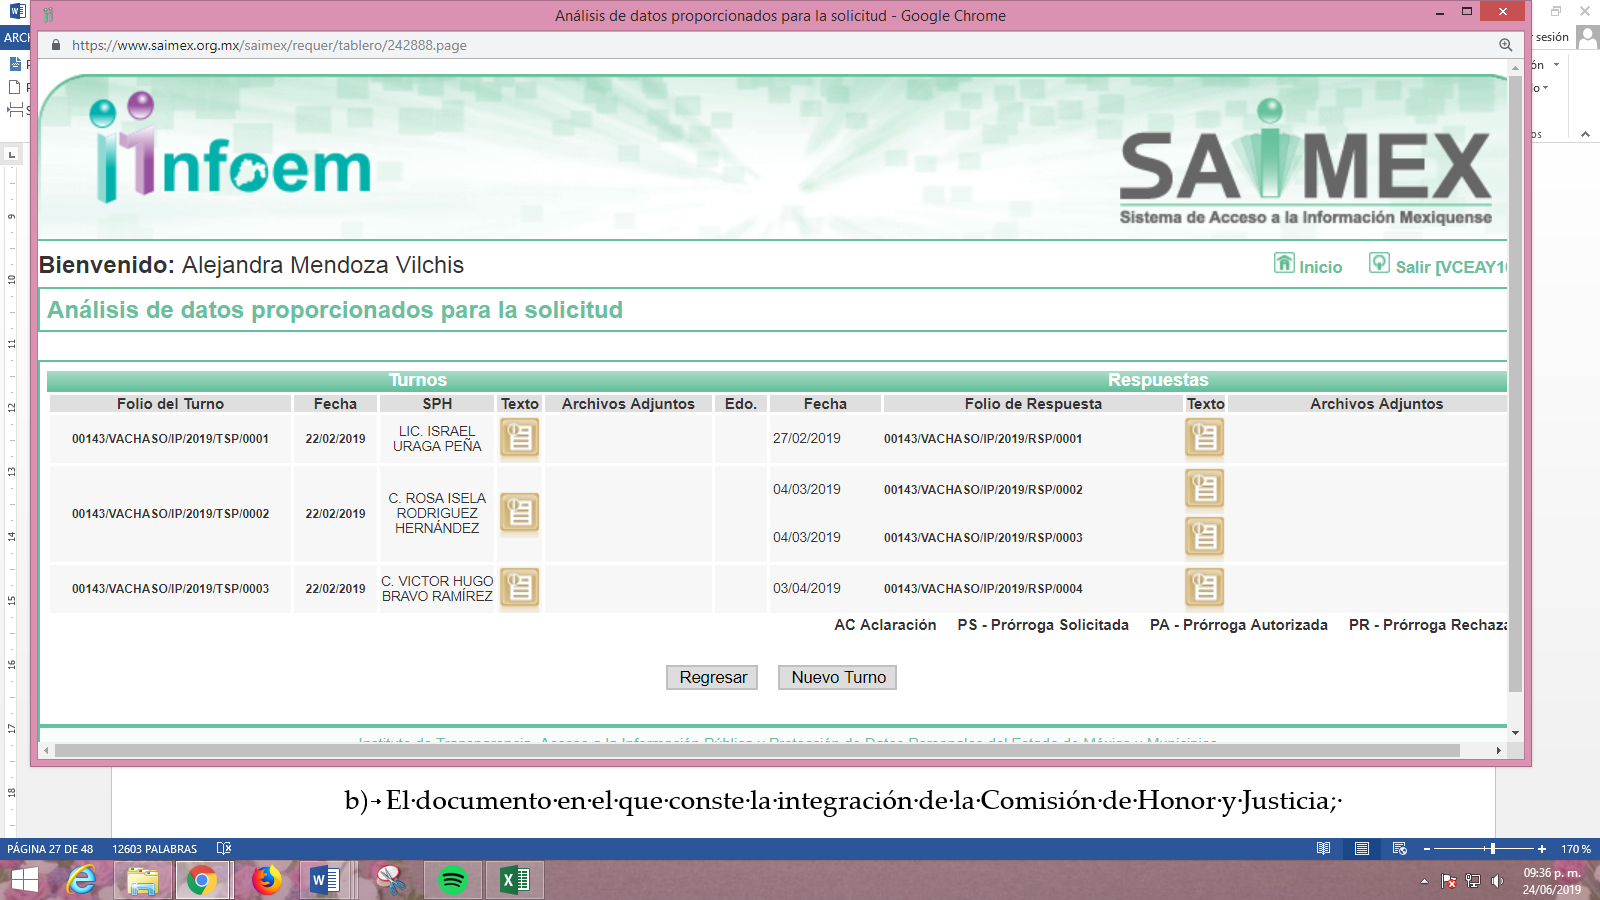 Análisis de datos proporcionados para la solicitud - Google Chrome
ARCH
sesión
https://www.saimex.org.mx/saimex/requer/tablero/242888.page
infoem
SAIMEX
Sistema de Acceso a la Información Mexiquense
Bienvenido: Alejandra Mendoza Vilchis
Inicio
Salir [VCEAY1
Análisis de datos proporcionados para la solicitud
Turnos Respuestas
Folio del Turno Fecha SPH Texto Archivos Adjuntos Edo. Fecha Folio de Respuesta Texto Archivos Adjuntos
00143/VACHASO/IP/2019/TSP/0001 22/02/2019 LIC. ISRAEL URAGA PEÑA 27/02/2019 00143/VACHASO/IP/2019/RSP/0001
00143/VACHASO/IP/2019/TSP/0002 22/02/2019 C. ROSA ISELA RODRIGUEZ HERNÁNDEZ 04/03/2019 00143/VACHASO/IP/2019/RSP/0002
04/03/2019 00143/VACHASO/IP/2019/RSP/0003
00143/VACHASO/IP/2019/TSP/0003 22/02/2019 C. VICTOR HUGO BRAVO RAMÍREZ 03/04/2019 00143/VACHASO/IP/2019/RSP/0004
AC Aclaración PS - Prórroga Solicitada PA - Prórroga Autorizada PR - Prórroga Rechaza
Regresar Nuevo Turno
b) El documento en el que conste la integración de la Comisión de Honor y Justicia;
PÁGINA 27 DE 48 12603 PALABRAS 170 %
09:36 p. m.
24/06/2019